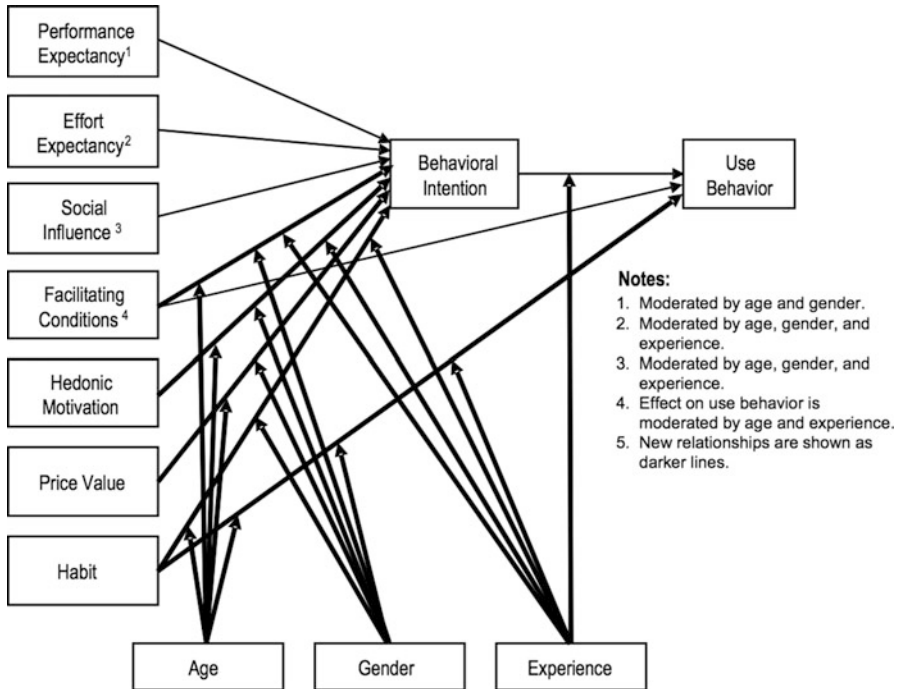 Performance
Expectancy1
Effort
Expectancy2
Social
Influence 3
Facilitating
Conditions 4
Hedonic
Motivation
Price Value
Habit
Behavioral
Intention
Use
Behavior
Notes:
1. Moderated by age and gender.
2. Moderated by age, gender, and
experience.
3. Moderated by age, gender, and
experience.
4. Effect on use behavior is
moderated by age and experience.
5. New relationships are shown as
darker lines.
Age
Gender
Experience